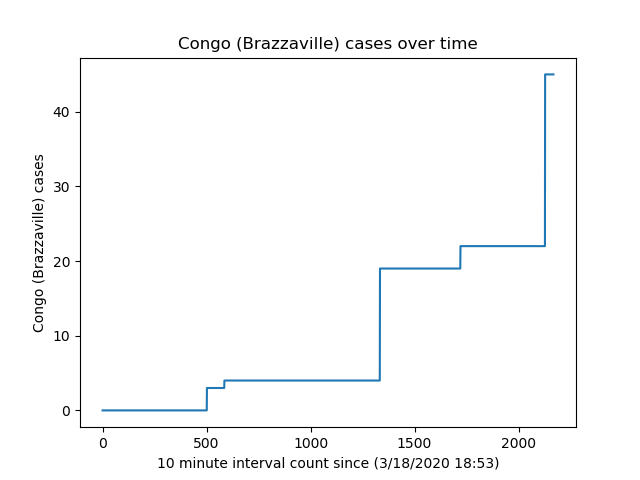 Congo (Brazzaville) cases over time
Congo (Brazzaville) cases
40
30
20
10
0
0 500 1000 1500 2000
10 minute interval count since (3/18/2020 18:53)